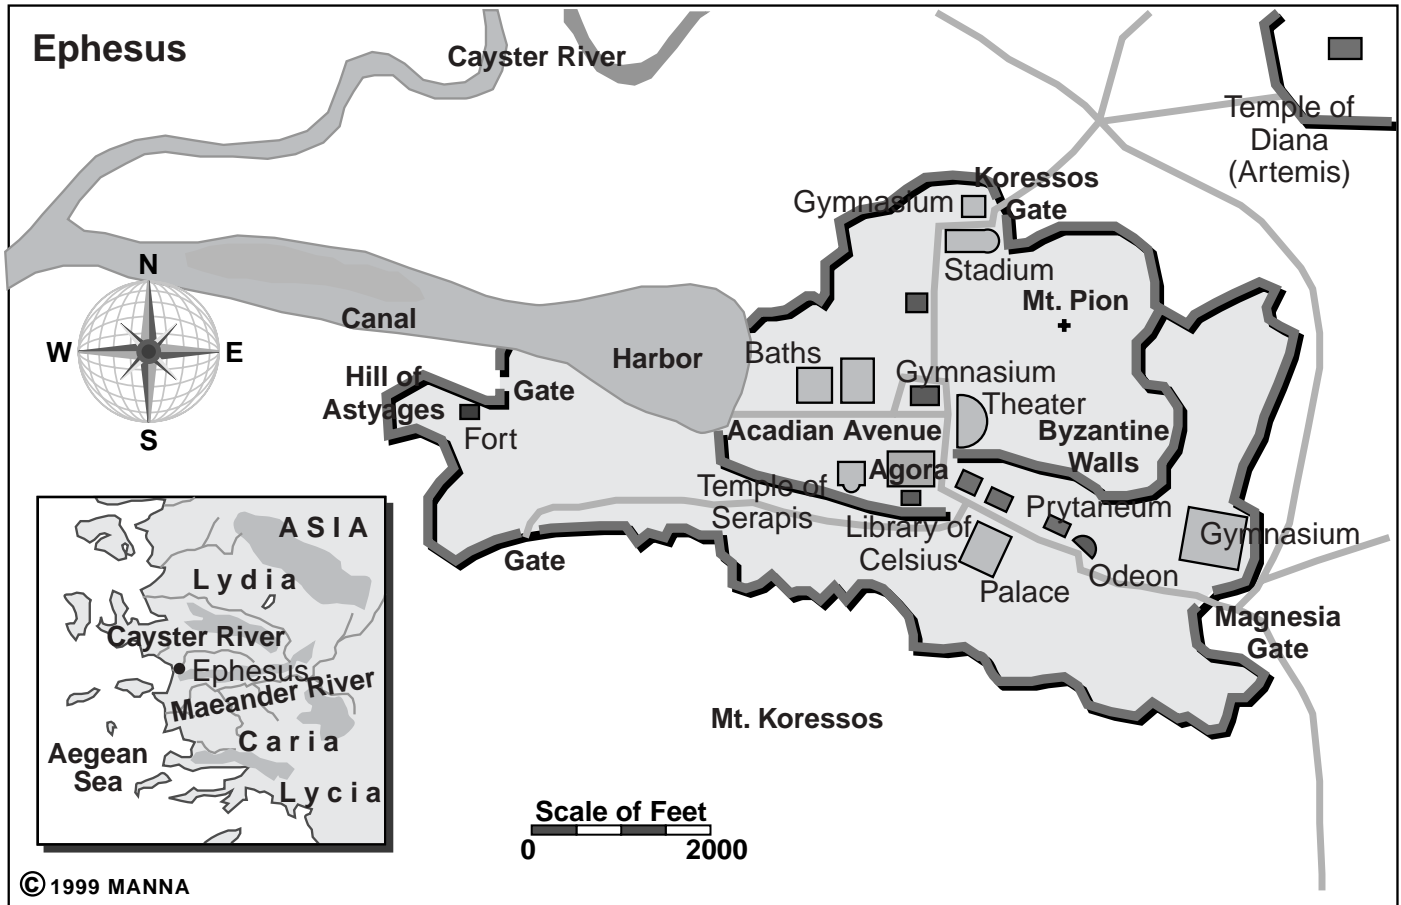 Ephesus
Cayster River
Temple of
Diana
(Artemis)
Koressos
Gate
Gymnasium
Stadium
Mt. Pion
N
W
E
S
Canal
Harbor
Baths
Gymnasium
Hill of
Astyages
Gate
Fort
Theater
Acadian Avenue
Byzantine
Walls
Agora
Temple of
Serapis
Prytaneum
Library of
Celsius
Gymnasium
Gate
Odeon
Palace
Magnesia
Gate
Mt. Koressos
ASIA
Lydia
Cayster River
Ephesus
Maeander River
Caria
Aegean
Sea
Lycia
Scale of Feet
0 2000
© 1999 MANNA